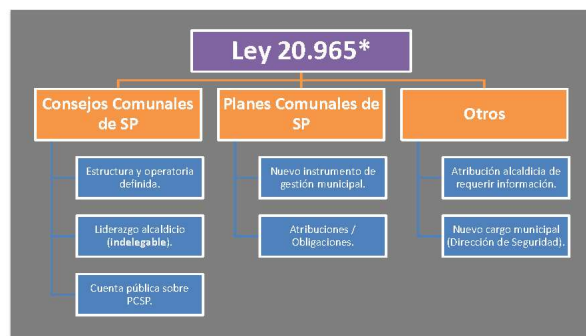 Ley 20.965*
Consejos Comunales
de SP
Estructura y operatoria
definida.
Liderazgo alcaldicio
(indelegable).
Cuenta pública sobre
PCSP.
Planes Comunales de
SP
Nuevo instrumento de
gestión municipal.
Atribuciones /
Obligaciones.
Otros
Atribución alcaldicia de
requerir información.
Nuevo cargo municipal
(Dirección de Seguridad).